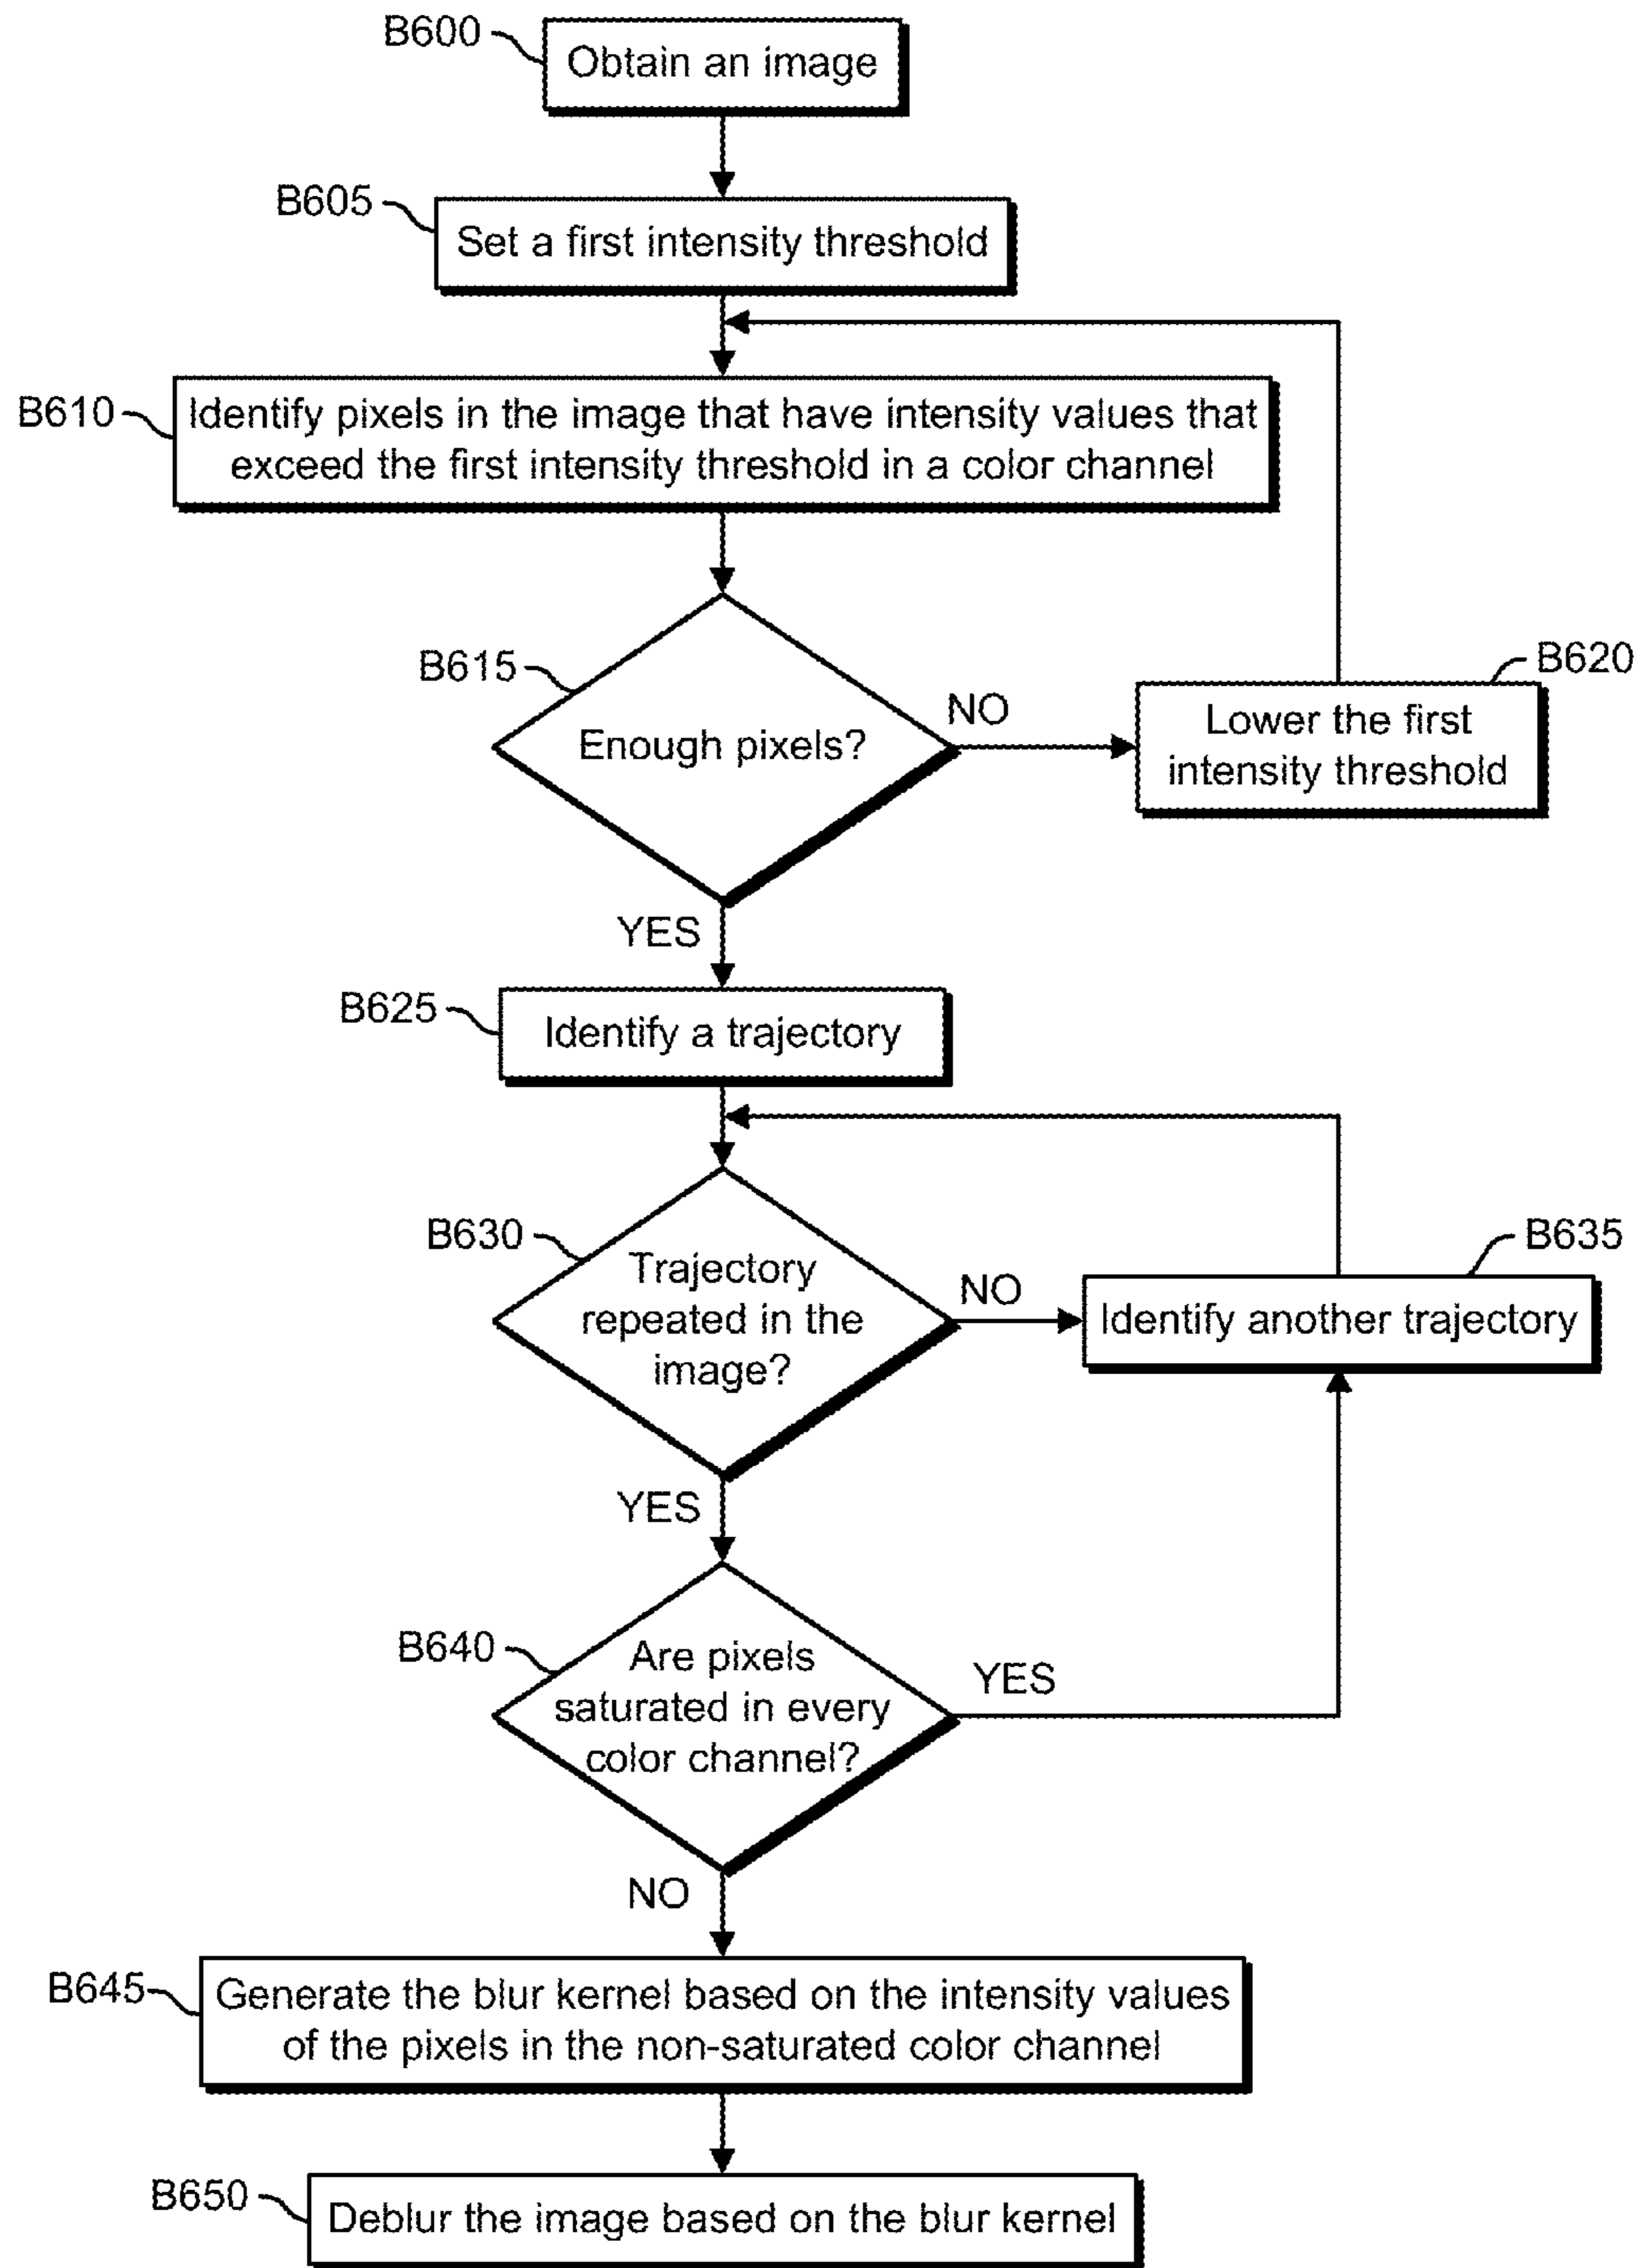 B600
Obtain an image
B605
Set a first intensity threshold
B610
Identify pixels in the image that have intensity values that
exceed the first intensity threshold in a color channel
B615
Enough pixels?
NO
B620
Lower the first
intensity threshold
YES
B625
Identify a trajectory
B630
Trajectory
repeated in the
image?
NO
B635
Identify another trajectory
YES
B640
Are pixels
saturated in every
color channel?
YES
NO
B645
Generate the blur kernel based on the intensity values
of the pixels in the non-saturated color channel
B650
Deblur the image based on the blur kernel